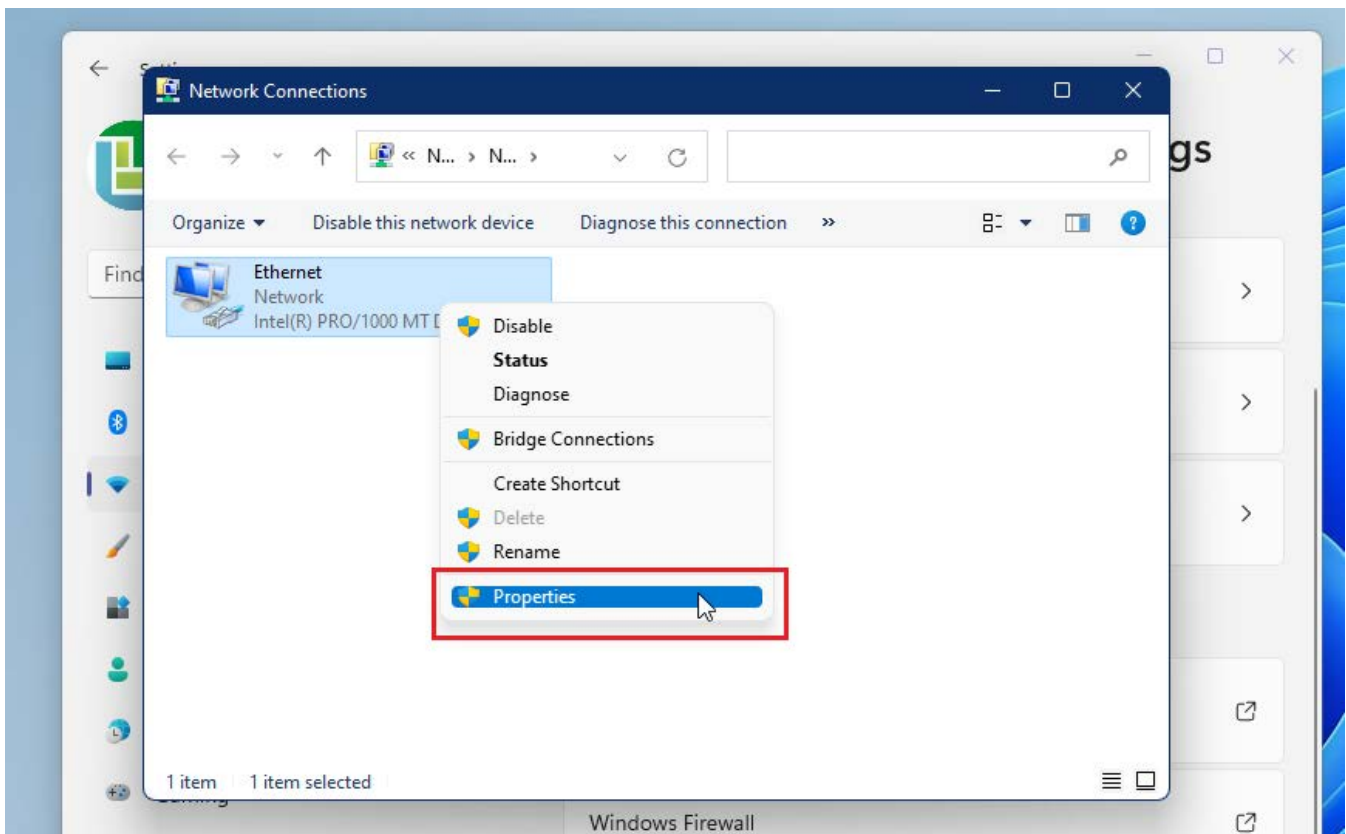 Network Connections
« N... › N... ›
gs
Organize
Disable this network device
Diagnose this connection
»
?
Find
Ethernet
Network
Intel(R) PRO/1000 MT
Disable
Status
Diagnose
Bridge Connections
Create Shortcut
Delete
Rename
Properties
1 item
1 item selected
Windows Firewall